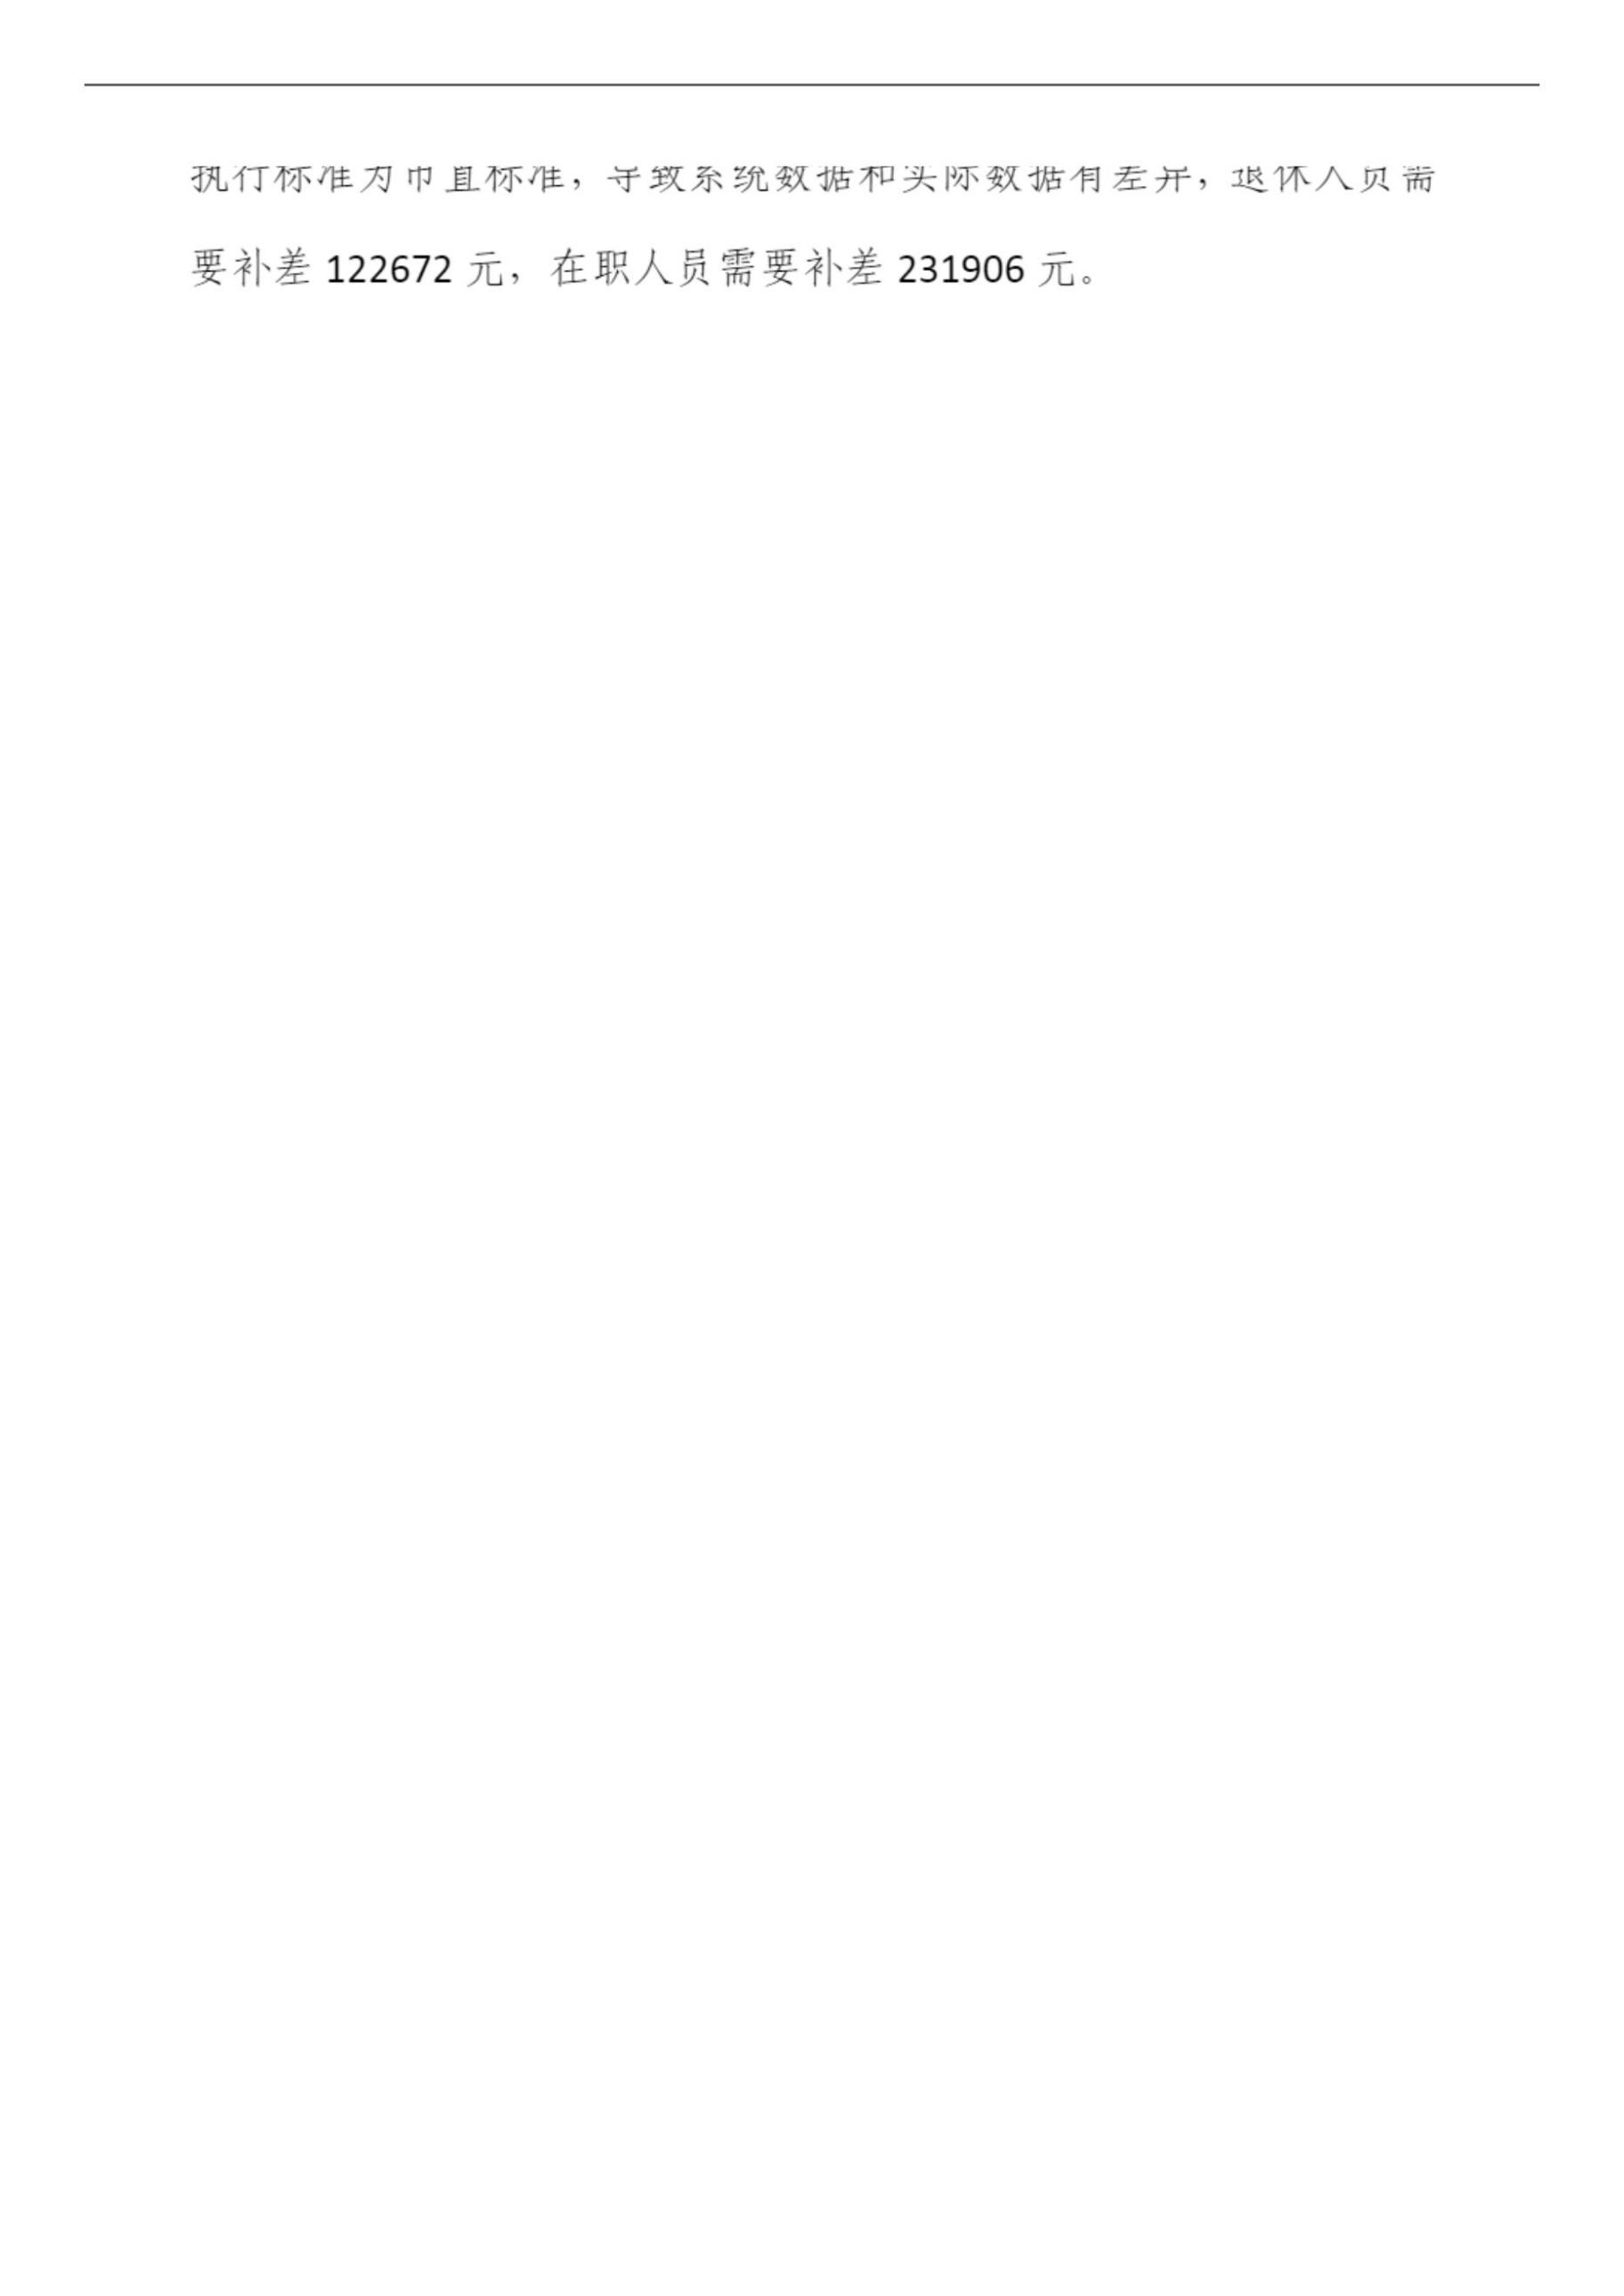 执行标准为市直标准，导致系统数据和实际数据有差异，退休人员需
要补差 122672 元，在职人员需要补差 231906 元。